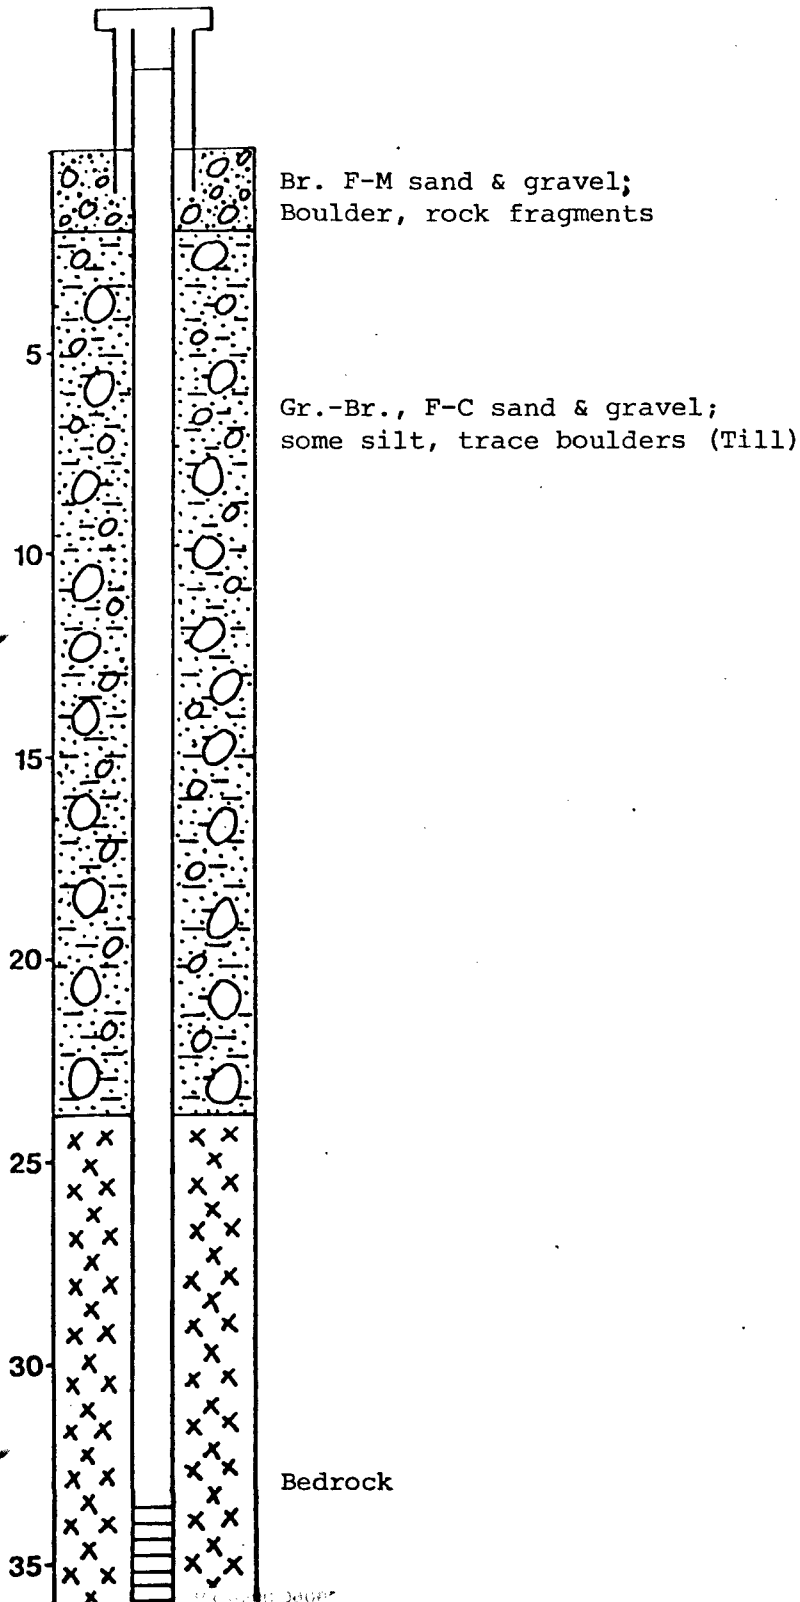 Br. F-M sand & gravel;
Boulder, rock fragments
5
Gr.-Br., F-C sand & gravel;
some silt, trace boulders (Till)
10
15
20
25
30
Bedrock
35